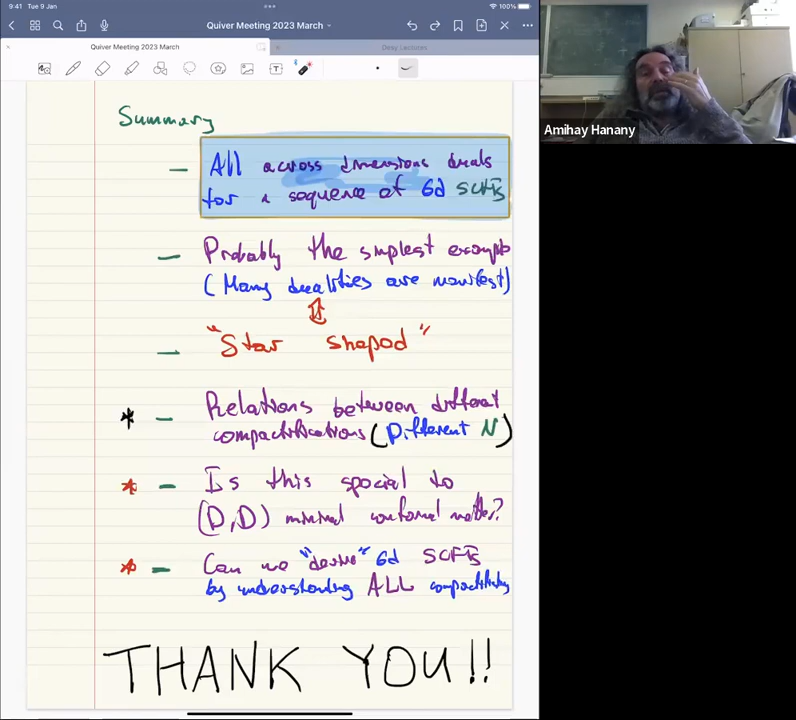 9:41 Tue 9 Jan
100%
Quiver Meeting 2023 March
Quiver Meeting 2023 March
Desy Lectures
Amihay Hanany
Summary
- All across dimensions duals
for a sequence of 6d SCFTs
- Probably the simplest example
(Many dualities are manifest)
- "Star shaped"
* - Relations between different
compactifications (Different N)
* - Is this special to
(D,D) minimal conformal matter?
* - Can we "derive" 6d SCFTs
by understanding ALL
THANK YOU!!